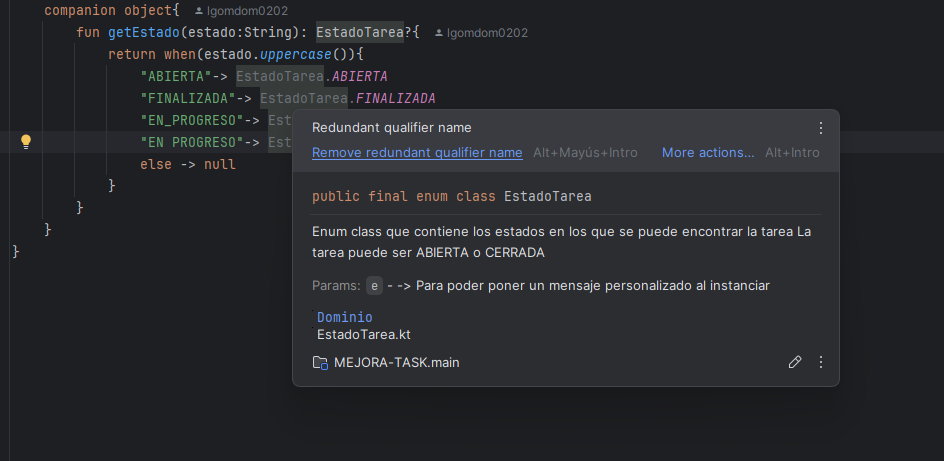 companion object{ lgomdom0202
fun getEstado(estado:String): EstadoTarea?{ lgomdom0202
return when(estado.uppercase()){
"ABIERTA"-> EstadoTarea.ABIERTA
"FINALIZADA"-> EstadoTarea.FINALIZADA
"EN_PROGRESO"-> Est
"EN PROGRESO"-> Est
else -> null
}
}
}
}
Redundant qualifier name
Remove redundant qualifier name Alt+Mayús+Intro More actions... Alt+Intro
public final enum class EstadoTarea
Enum class que contiene los estados en los que se puede encontrar la tarea La
tarea puede ser ABIERTA o CERRADA
Params: e - -> Para poder poner un mensaje personalizado al instanciar
Dominio
EstadoTarea.kt
MEJORA-TASK.main